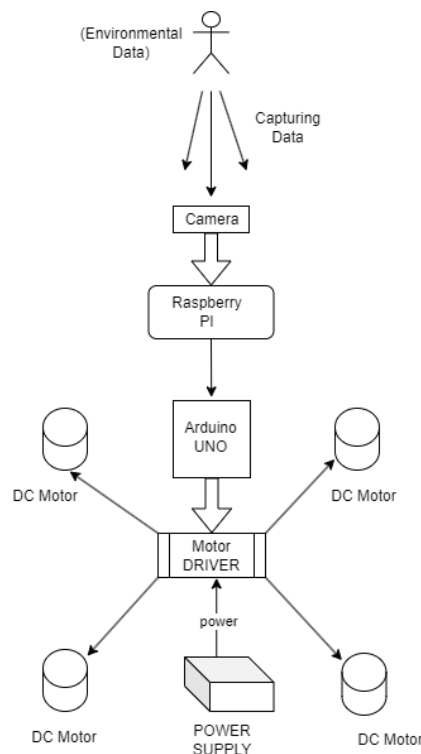 (Environmental
Data)
Capturing
Data
Camera
Raspberry
PI
Arduino
UNO
DC Motor
DC Motor
Motor
DRIVER
power
DC Motor
POWER
SUPPLY
DC Motor